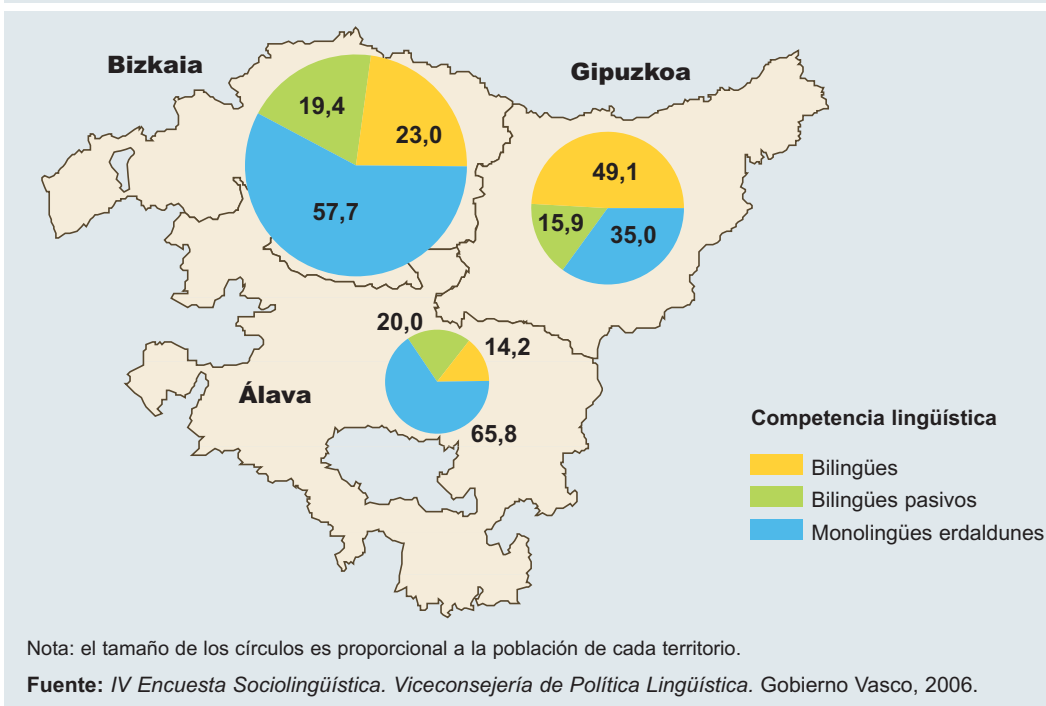 Bizkaia
19,4
23,0
57,7
Gipuzkoa
49,1
15,9
35,0
Álava
20,0
14,2
65,8
Competencia lingüística
Bilingües
Bilingües pasivos
Monolingües erdaldunes
Nota: el tamaño de los círculos es proporcional a la población de cada territorio.
Fuente: IV Encuesta Sociolingüística. Viceconsejería de Política Lingüística. Gobierno Vasco, 2006.